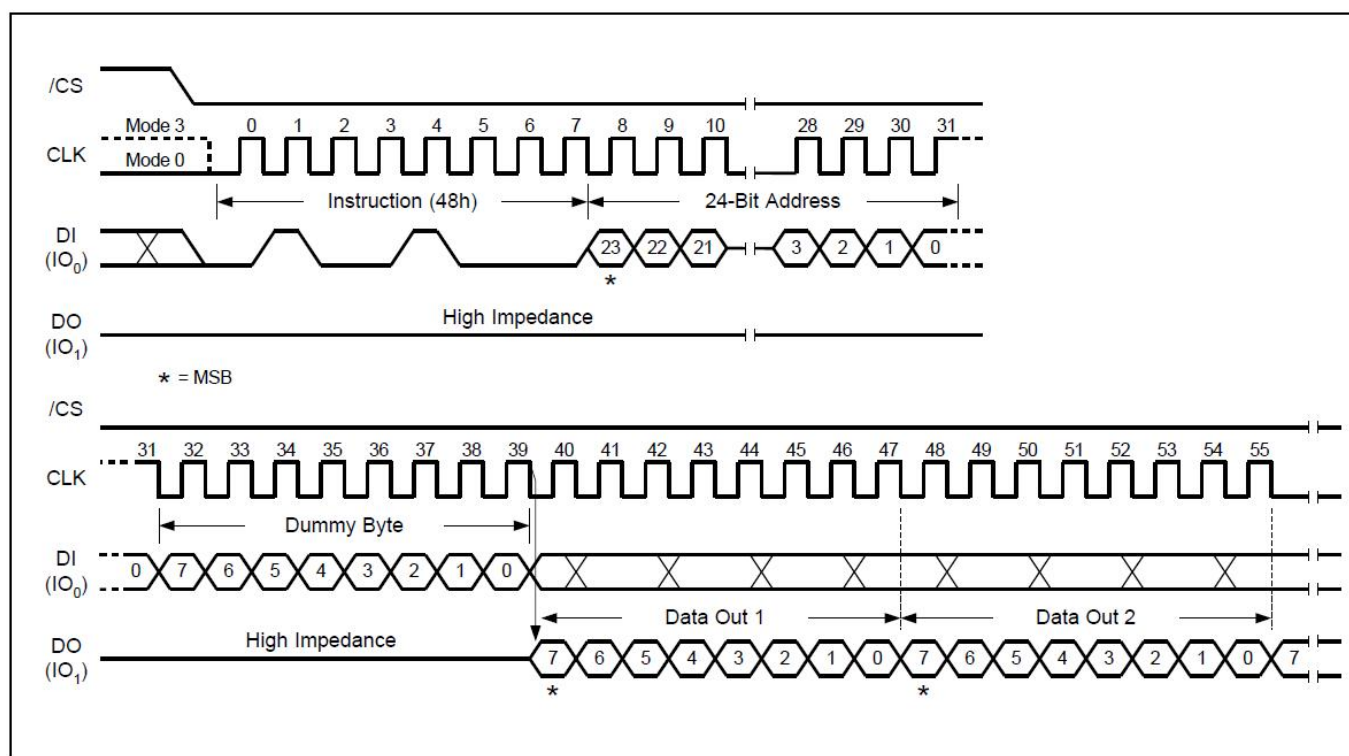 /CS
Mode 3 0 1 2 3 4 5 6 7 8 9 10 28 29 30 31
CLK
Mode 0
Instruction (48h) 24-Bit Address
DI
(IO0)
23 22 21 3 2 1 0
*
DO
(IO1)
High Impedance
* = MSB
/CS
31 32 33 34 35 36 37 38 39 40 41 42 43 44 45 46 47 48 49 50 51 52 53 54 55
CLK
Dummy Byte
DI
(IO0)
0 7 6 5 4 3 2 1 0
Data Out 1 Data Out 2
DO
(IO1)
High Impedance
7 6 5 4 3 2 1 0 7 6 5 4 3 2 1 0 7
* *